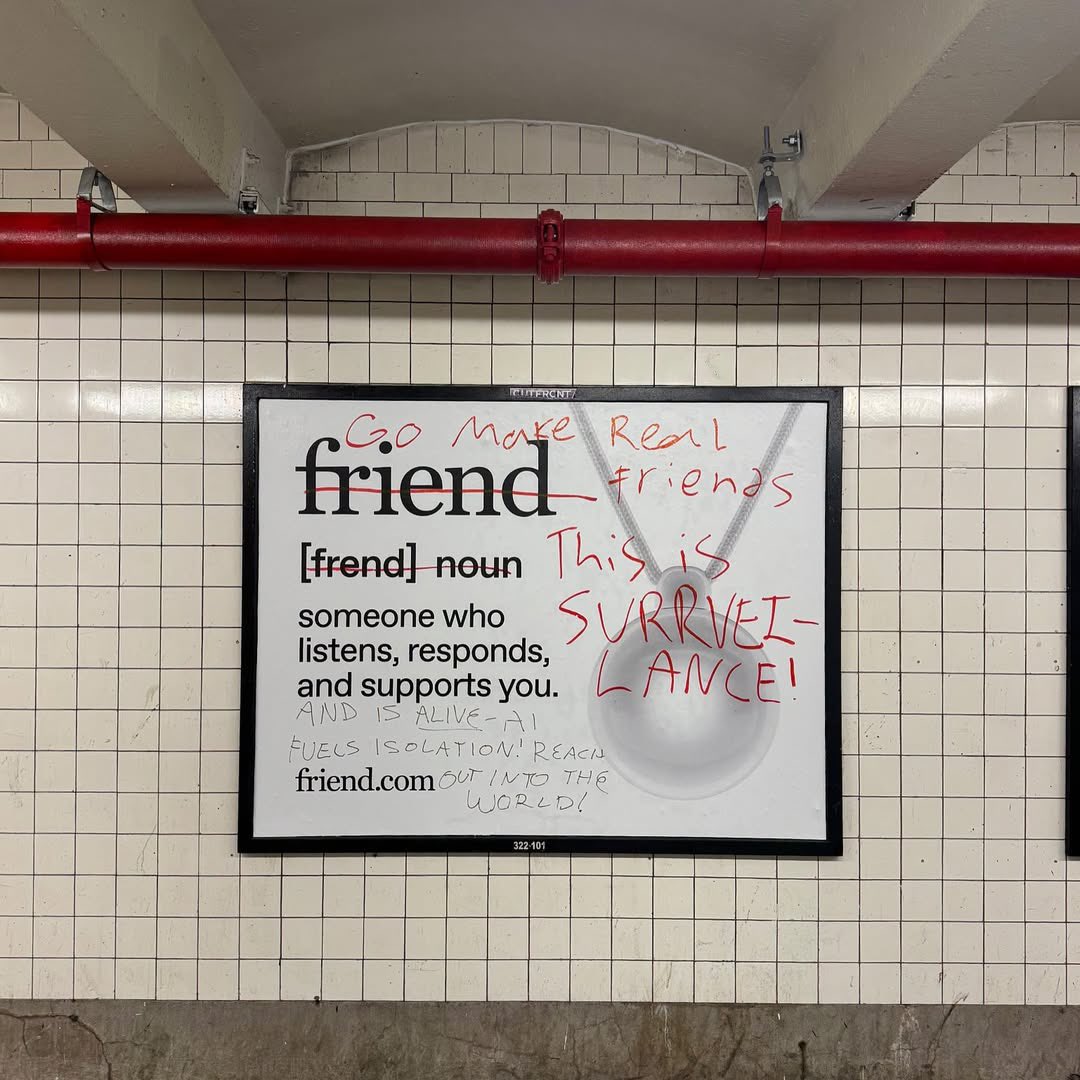 OUTFRONT/
Go Make Real
friend friends
[frend] noun This is
SURRVEI-
someone who
listens, responds, LANCE!
and supports you.
AND IS ALIVE-AI
FUELS ISOLATION! REACH
friend.com OUT INTO THE
WORLD!
322-101